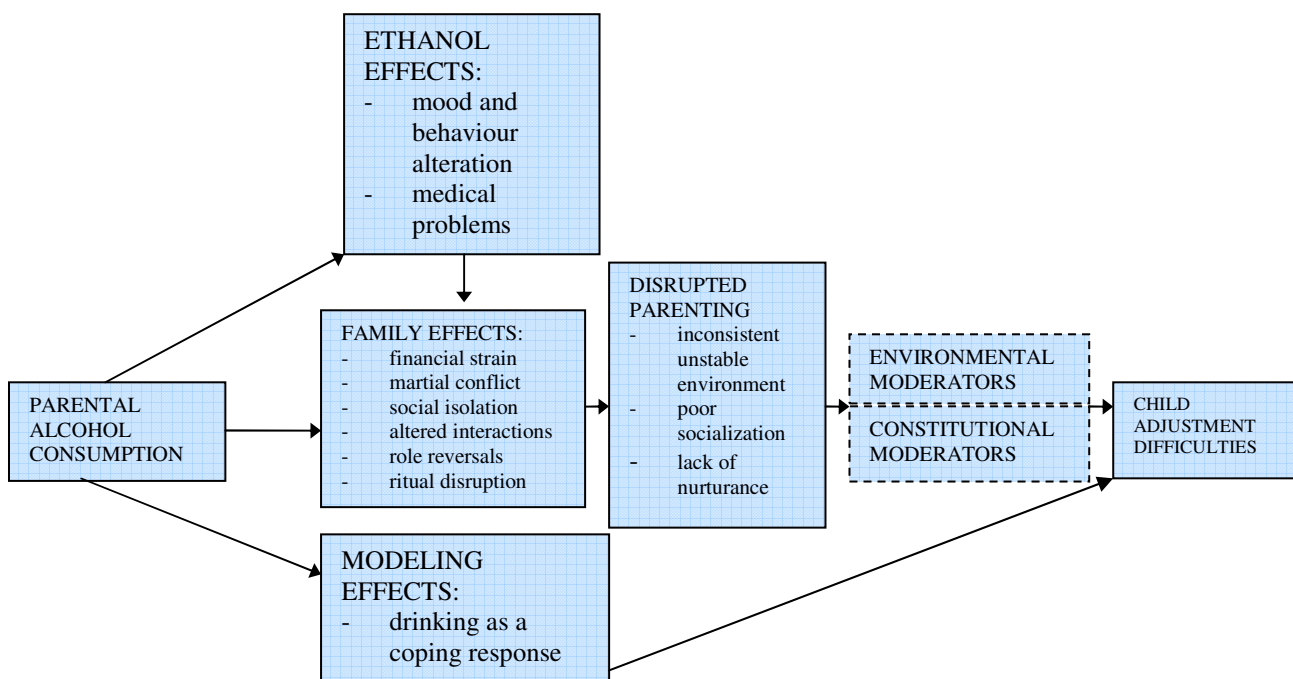 ETHANOL
EFFECTS:
- mood and
behaviour
alteration
- medical
problems
DISRUPTED
PARENTING
- inconsistent
unstable
environment
- poor
socialization
- lack of
nurturance
FAMILY EFFECTS:
- financial strain
- martial conflict
- social isolation
- altered interactions
- role reversals
- ritual disruption
ENVIRONMENTAL
MODERATORS
CONSTITUTIONAL
MODERATORS
PARENTAL
ALCOHOL
CONSUMPTION
CHILD
ADJUSTMENT
DIFFICULTIES
MODELING
EFFECTS:
- drinking as a
coping response